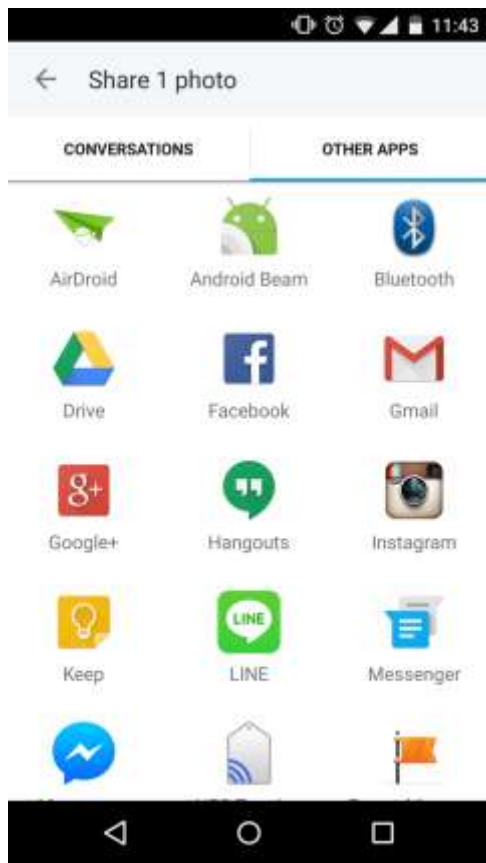 11:43
Share 1 photo
CONVERSATIONS OTHER APPS
AirDroid Android Beam Bluetooth
Drive Facebook Gmail
g+
Google+ Hangouts Instagram
LINE
Keep LINE Messenger